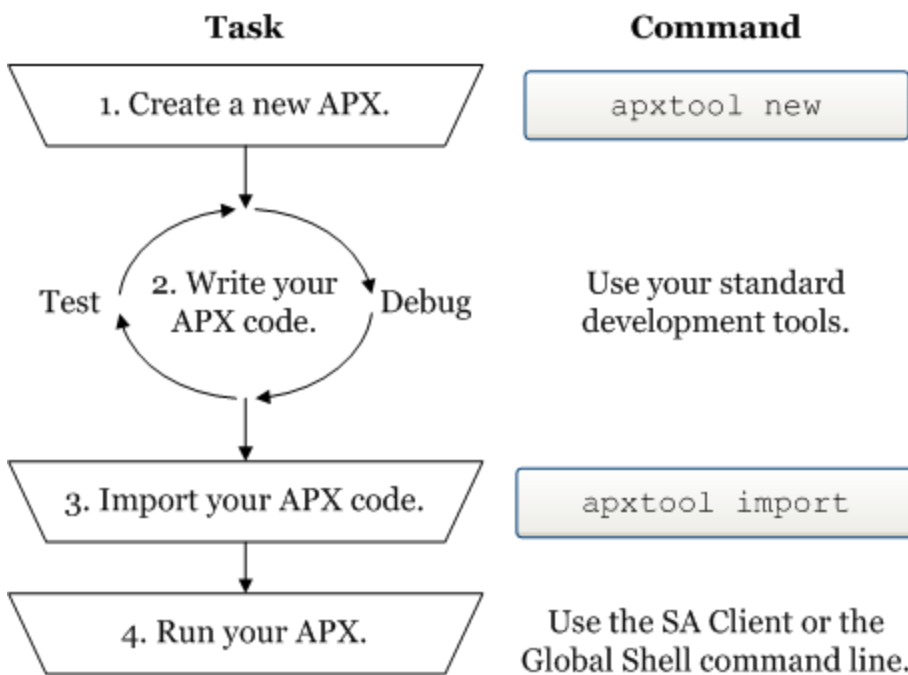 Task
Command
1. Create a new APX.
apxtool new
Test
2. Write your
APX code.
Debug
Use your standard
development tools.
3. Import your APX code.
apxtool import
4. Run your APX.
Use the SA Client or the
Global Shell command line.